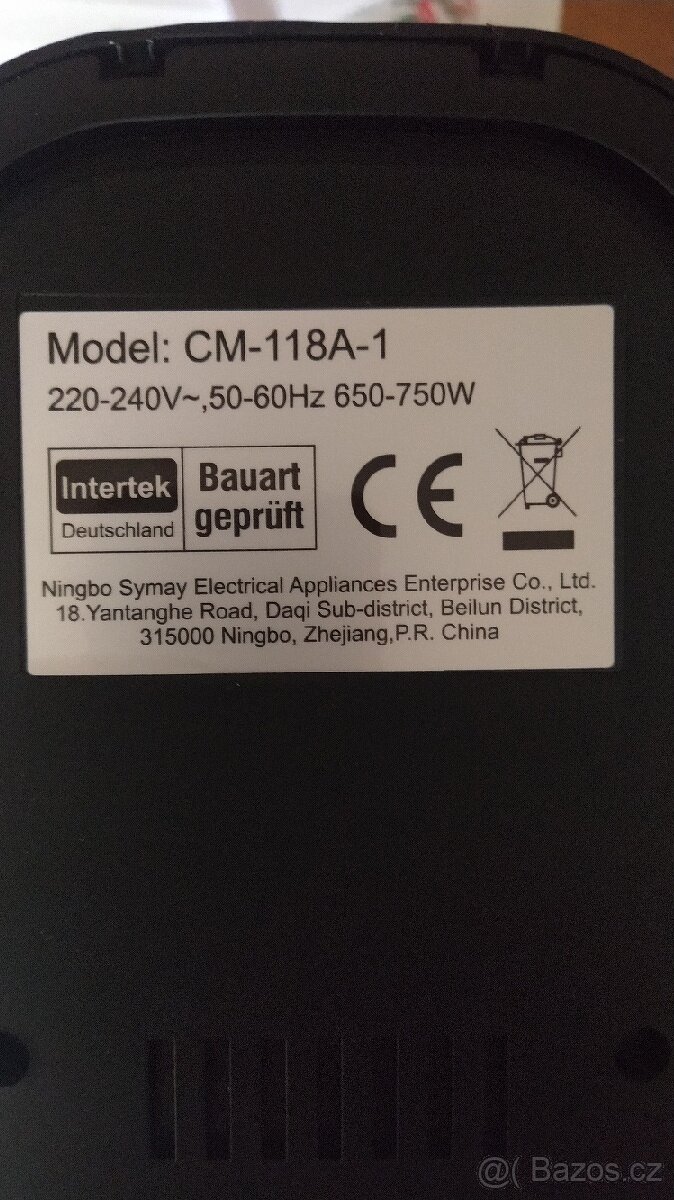 Model: CM-118A-1
220-240V~,50-60Hz 650-750W
Intertek
Deutschland
Bauart
geprüft
CE
Ningbo Symay Electrical Appliances Enterprise Co., Ltd.
18.Yantanghe Road, Daqi Sub-district, Beilun District,
315000 Ningbo, Zhejiang,P.R. China
@( Bazos.cz